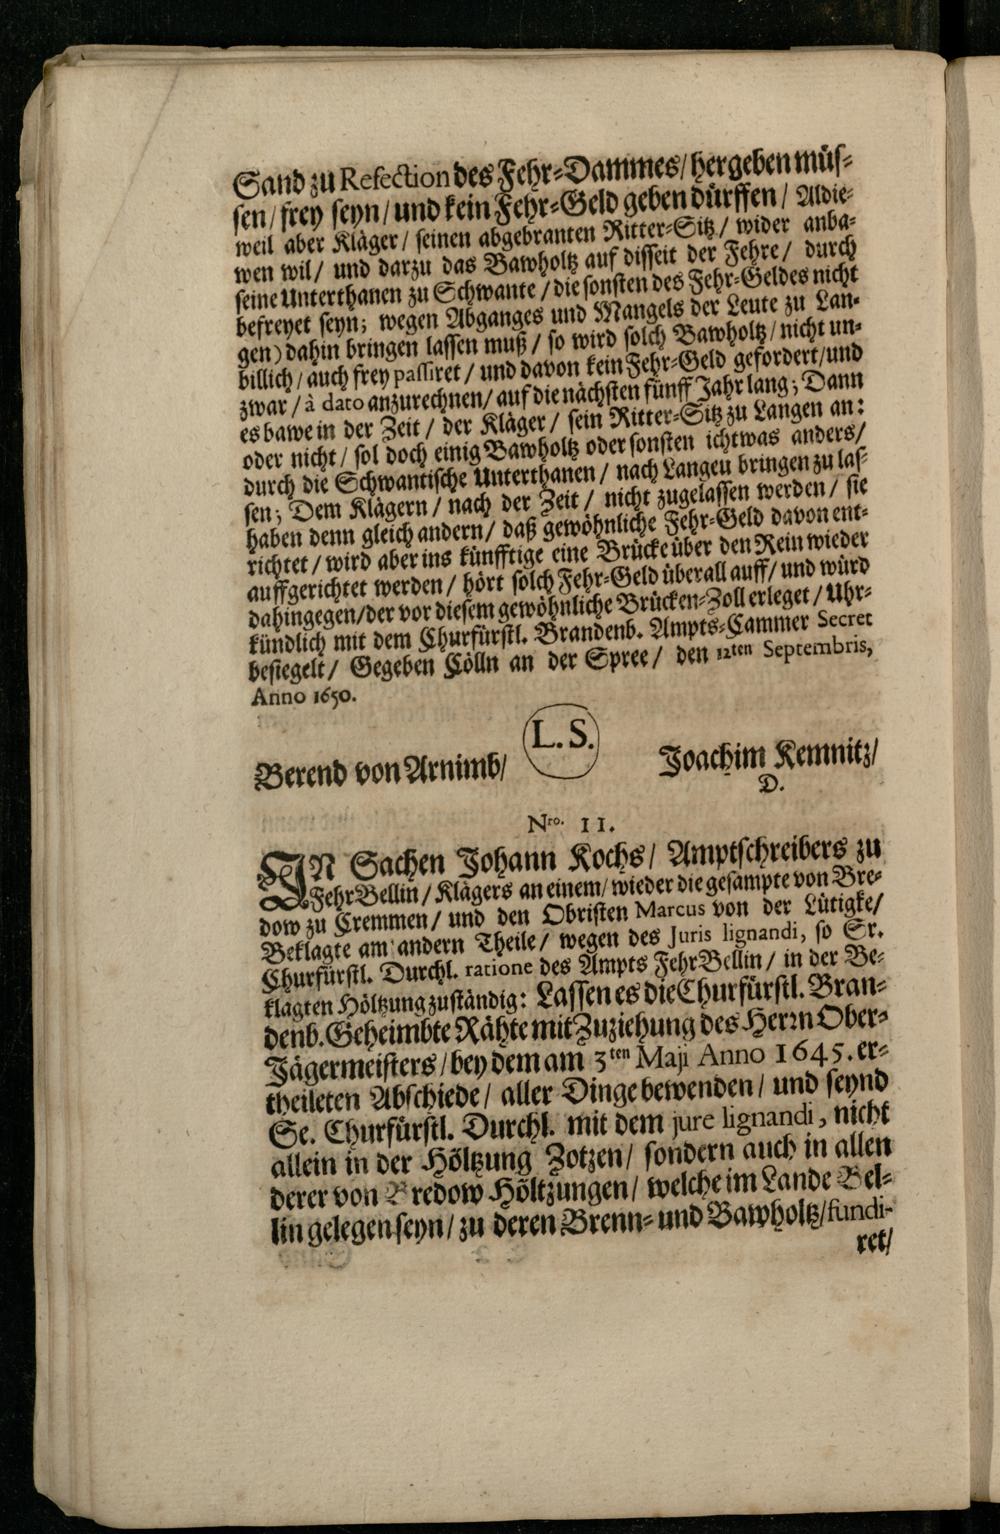 Sand zu Refection des Fehr-Dammes/ hergeben müs-
sen/ frey seyn/ und kein Fehr-Geld geben dürffen/ Aldie-
weil aber Kläger/ seinen abgebranten Ritter-Sitz/ wider anba-
wen wil/ und darzu das Bawholtz auf disseit der Fehre/ durch
seine Unterthanen zu Schwante/ die sonsten des Fehr-Geldes nicht
befreyet seyn; wegen Abganges und Mangels der Leute zu Lan-
gen) dahin bringen lassen muß/ so wird solch Bawholtz/ nicht un-
billich/ auch frey passiret/ und davon kein Fehr-Geld gefordert/ und
zwar/ à dato anzurechnen/ auf die nächsten fünff Jahr lang; Dann
es bawe in der Zeit/ der Kläger/ sein Ritter-Sitz zu Langen an:
oder nicht/ sol doch einig Bawholtz oder sonsten ichtwas anders/
durch die Schwantische Unterthanen/ nach Langeu bringen zu las-
sen; Dem Klägern/ nach der Zeit/ nicht zugelassen werden/ sie
haben denn gleich andern/ daß gewöhnliche Fehr-Geld davon ent-
richtet/ wird aber ins künfftige eine Brücke über den Rein wieder
auffgerichtet werden/ hört solch Fehr-Geld überall auff/ und würd
dahingegen/ der vor diesem gewöhnliche Brücken-Zoll erleget/ Uhr-
kündlich mit dem Churfürstl. Brandenb. Ampts-Cammer Secret
besiegelt/ Gegeben Cölln an der Spree/ den 12ten Septembris,
Anno 1650.
L.S.
Berend von Arnimb/
Joachim Kemnitz/
D.
Nro. 11.
IN Sachen Johann Kochs/ Amptschreibers zu
FehrBellin/ Klägers an einem/ wieder die gesampte von Bre-
dow zu Cremmen/ und den Obristen Marcus von der Lütigke/
Beklagte am andern Theile/ wegen des Juris lignandi, so Sr.
Churfürstl. Durchl. ratione des Ampts FehrBellin/ in der Be-
klagten Höltzung zuständig: Lassen es die Churfürstl. Bran-
denb. Geheimbte Rähte mit Zuziehung des Herrn Ober-
Jägermeisters/ bey dem am 3ten Maji Anno 1645. er-
theileten Abschiede/ aller Dinge bewenden/ und seynd
Se. Churfürstl. Durchl. mit dem jure lignandi, nicht
allein in der Höltzung Zotzen/ sondern auch in allen
derer von Bredow Höltzungen/ welche im Lande Bel-
lin gelegen seyn/ zu deren Brenn- und Bawholtz/ fundi-
ret/